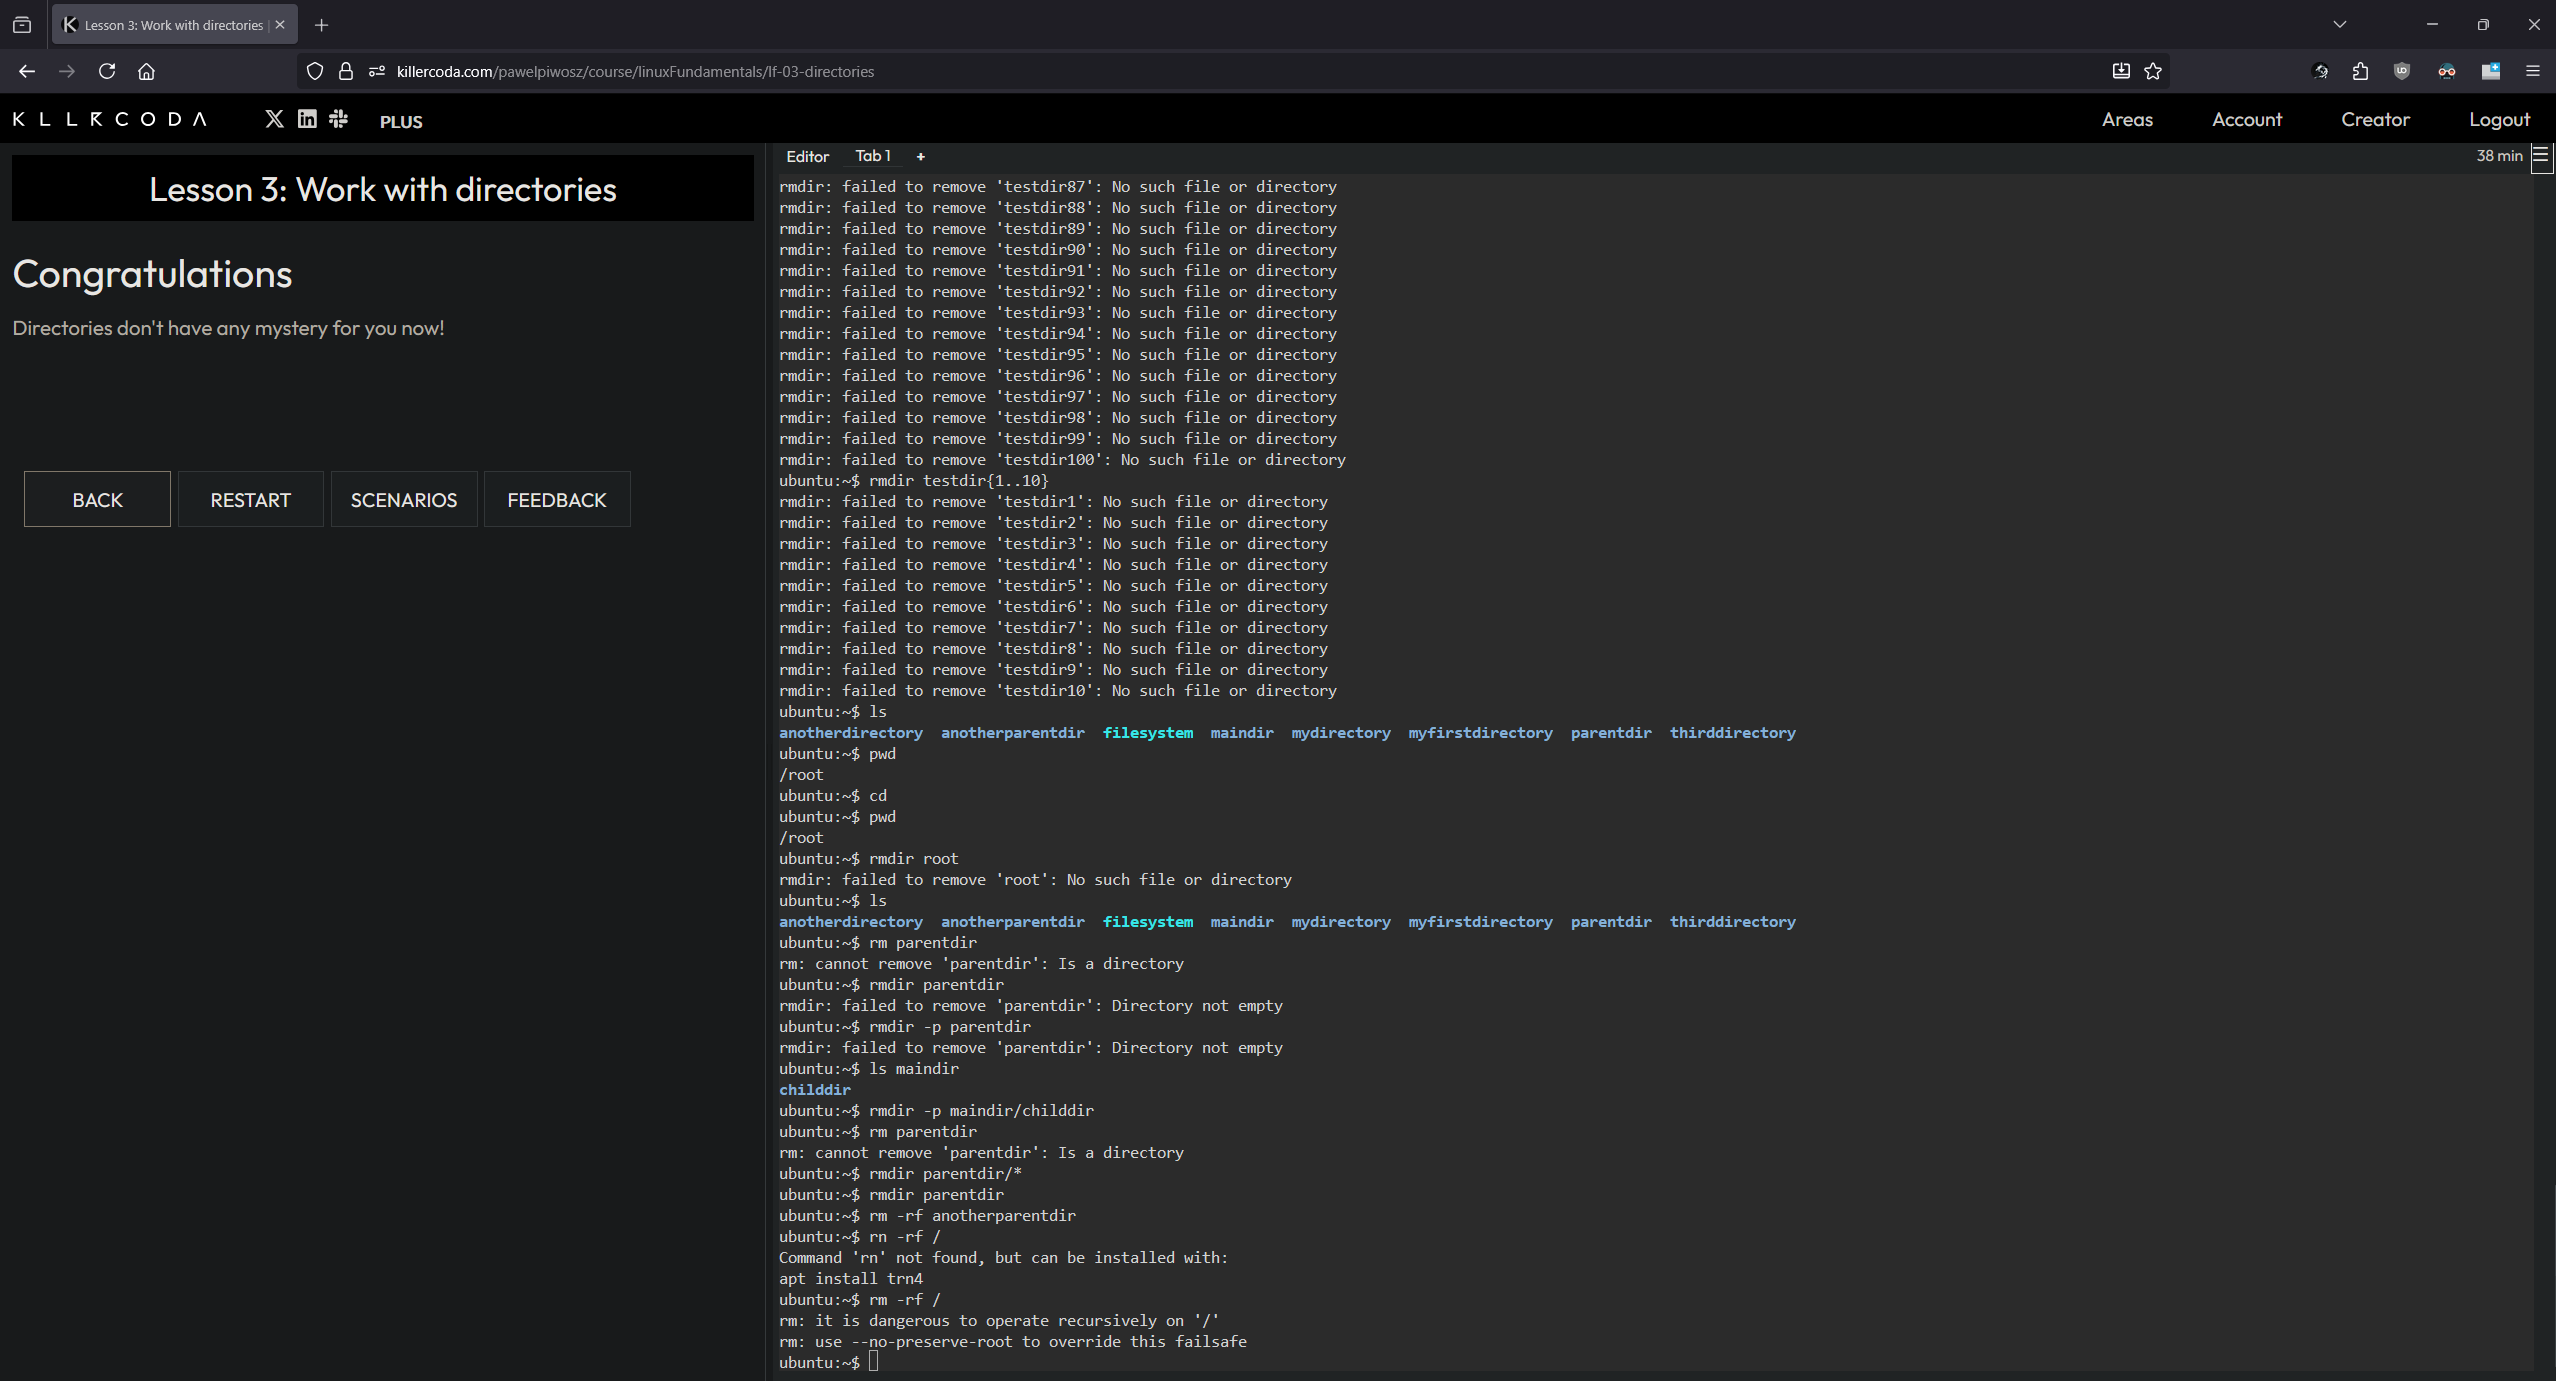 Lesson 3: Work with directories
killercoda.com/pawelpiwosz/course/linuxFundamentals/lf-03-directories
KLLRCODA PLUS Areas Account Creator Logout
Lesson 3: Work with directories
Congratulations
Directories don't have any mystery for you now!
BACK RESTART SCENARIOS FEEDBACK
Editor Tab 1 + 38 min
rmdir: failed to remove 'testdir87': No such file or directory
rmdir: failed to remove 'testdir88': No such file or directory
rmdir: failed to remove 'testdir89': No such file or directory
rmdir: failed to remove 'testdir90': No such file or directory
rmdir: failed to remove 'testdir91': No such file or directory
rmdir: failed to remove 'testdir92': No such file or directory
rmdir: failed to remove 'testdir93': No such file or directory
rmdir: failed to remove 'testdir94': No such file or directory
rmdir: failed to remove 'testdir95': No such file or directory
rmdir: failed to remove 'testdir96': No such file or directory
rmdir: failed to remove 'testdir97': No such file or directory
rmdir: failed to remove 'testdir98': No such file or directory
rmdir: failed to remove 'testdir99': No such file or directory
rmdir: failed to remove 'testdir100': No such file or directory
ubuntu:~$ rmdir testdir{1..10}
rmdir: failed to remove 'testdir1': No such file or directory
rmdir: failed to remove 'testdir2': No such file or directory
rmdir: failed to remove 'testdir3': No such file or directory
rmdir: failed to remove 'testdir4': No such file or directory
rmdir: failed to remove 'testdir5': No such file or directory
rmdir: failed to remove 'testdir6': No such file or directory
rmdir: failed to remove 'testdir7': No such file or directory
rmdir: failed to remove 'testdir8': No such file or directory
rmdir: failed to remove 'testdir9': No such file or directory
rmdir: failed to remove 'testdir10': No such file or directory
ubuntu:~$ ls
anotherdirectory anotherparentdir filesystem maindir mydirectory myfirstdirectory parentdir thirddirectory
ubuntu:~$ pwd
/root
ubuntu:~$ cd
ubuntu:~$ pwd
/root
ubuntu:~$ rmdir root
rmdir: failed to remove 'root': No such file or directory
ubuntu:~$ ls
anotherdirectory anotherparentdir filesystem maindir mydirectory myfirstdirectory parentdir thirddirectory
ubuntu:~$ rm parentdir
rm: cannot remove 'parentdir': Is a directory
ubuntu:~$ rmdir parentdir
rmdir: failed to remove 'parentdir': Directory not empty
ubuntu:~$ rmdir -p parentdir
rmdir: failed to remove 'parentdir': Directory not empty
ubuntu:~$ ls maindir
childdir
ubuntu:~$ rmdir -p maindir/childdir
ubuntu:~$ rm parentdir
rm: cannot remove 'parentdir': Is a directory
ubuntu:~$ rmdir parentdir/*
ubuntu:~$ rmdir parentdir
ubuntu:~$ rm -rf anotherparentdir
ubuntu:~$ rn -rf /
Command 'rn' not found, but can be installed with:
apt install trn4
ubuntu:~$ rm -rf /
rm: it is dangerous to operate recursively on '/'
rm: use --no-preserve-root to override this failsafe
ubuntu:~$